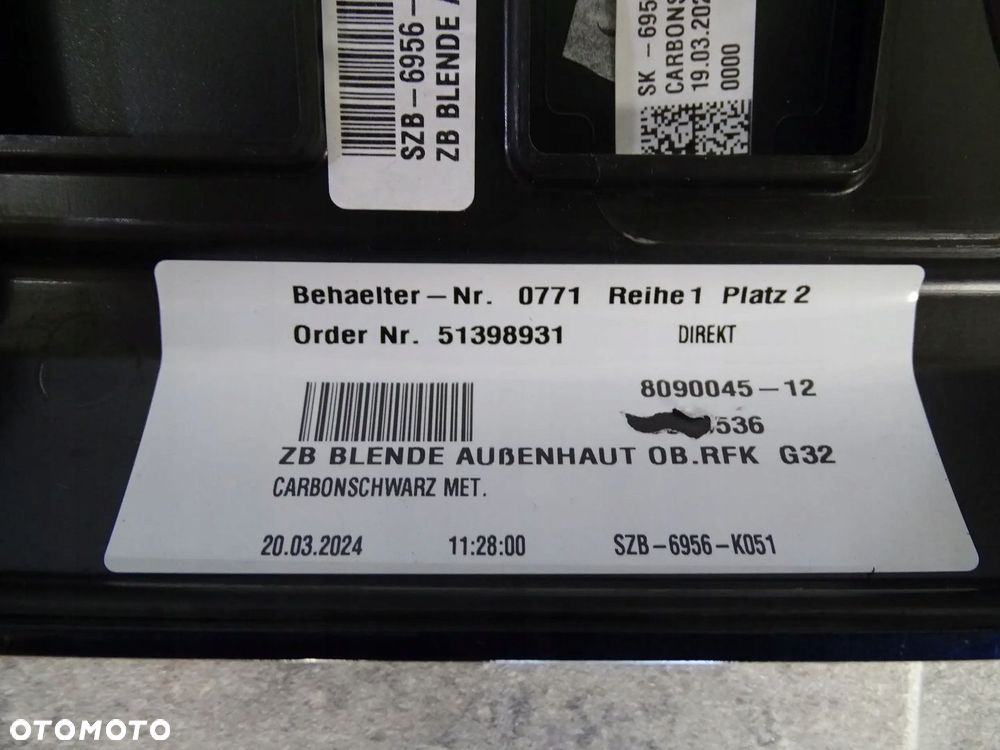 SZB-6956-
ZB BLENDE A
SK-695
CARBONS
19.03.202
0000
Behaelter-Nr. 0771 Reihe 1 Platz 2
Order Nr. 51398931 DIREKT
8090045-12
536
ZB BLENDE AUßENHAUT OB.RFK G32
CARBONSCHWARZ MET.
20.03.2024 11:28:00 SZB-6956-K051
OTOMOTO